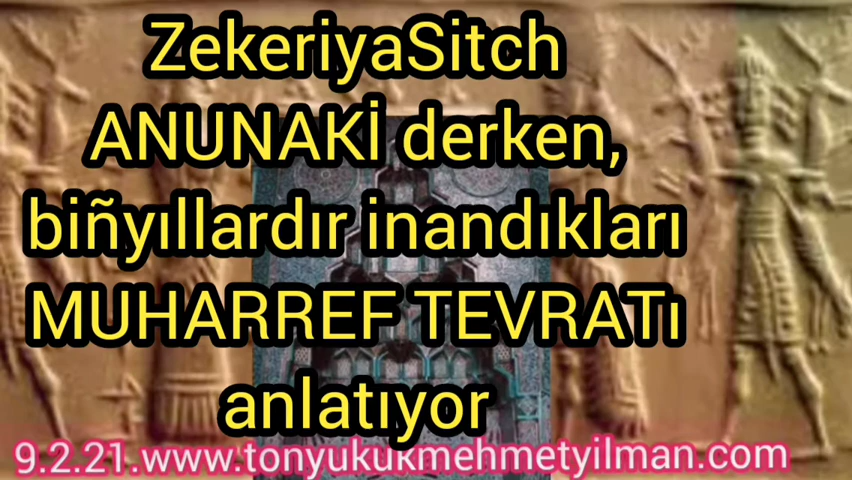 ZekeriyaSitch
ANUNAKİ derken,
biñyıllardır inandıkları
MUHARREF TEVRATı
anlatıyor
9.2.21.www.tonyukukmehmetyilman.com